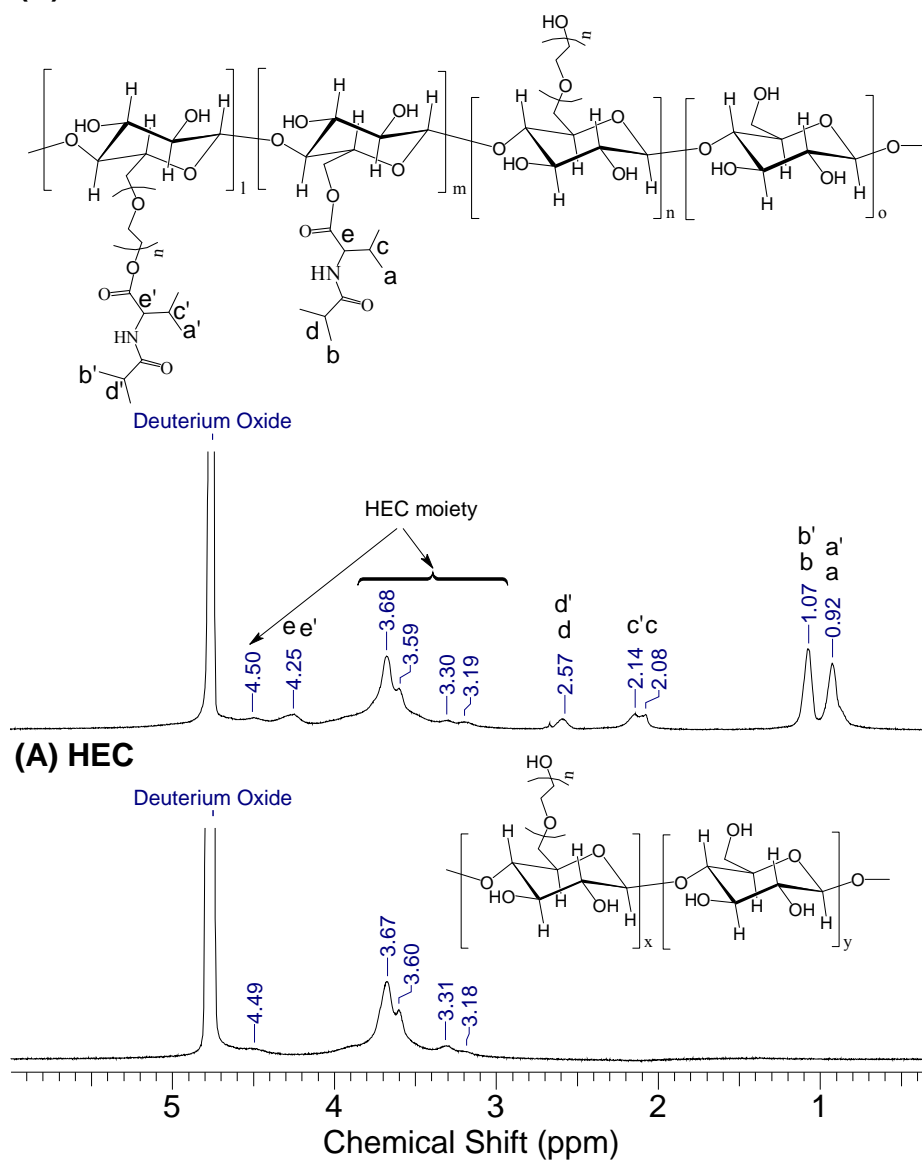 HO
n
O
H
HO
OH
H
H
O
O
H
l
O
n
O
O
e'
c'
a'
HN
O
b'
d'
H
HO
OH
H
H
O
O
H
m
O
O
e
c
a
HN
O
d
b
H
H
O
O
HO
OH
H
H
n
OH
H
H
O
O
HO
OH
H
H
O
o
Deuterium Oxide
HEC moiety
b' a'
b a
d'
d
c' c
e e'
4.50
4.25
3.68
3.59
3.30
3.19
2.57
2.14
2.08
1.07
0.92
(A) HEC
Deuterium Oxide
HO
n
O
H
H
O
O
HO
OH
H
H
x
OH
H
H
O
O
HO
OH
H
H
O
y
4.49
3.67
3.60
3.31
3.18
5 4 3 2 1
Chemical Shift (ppm)